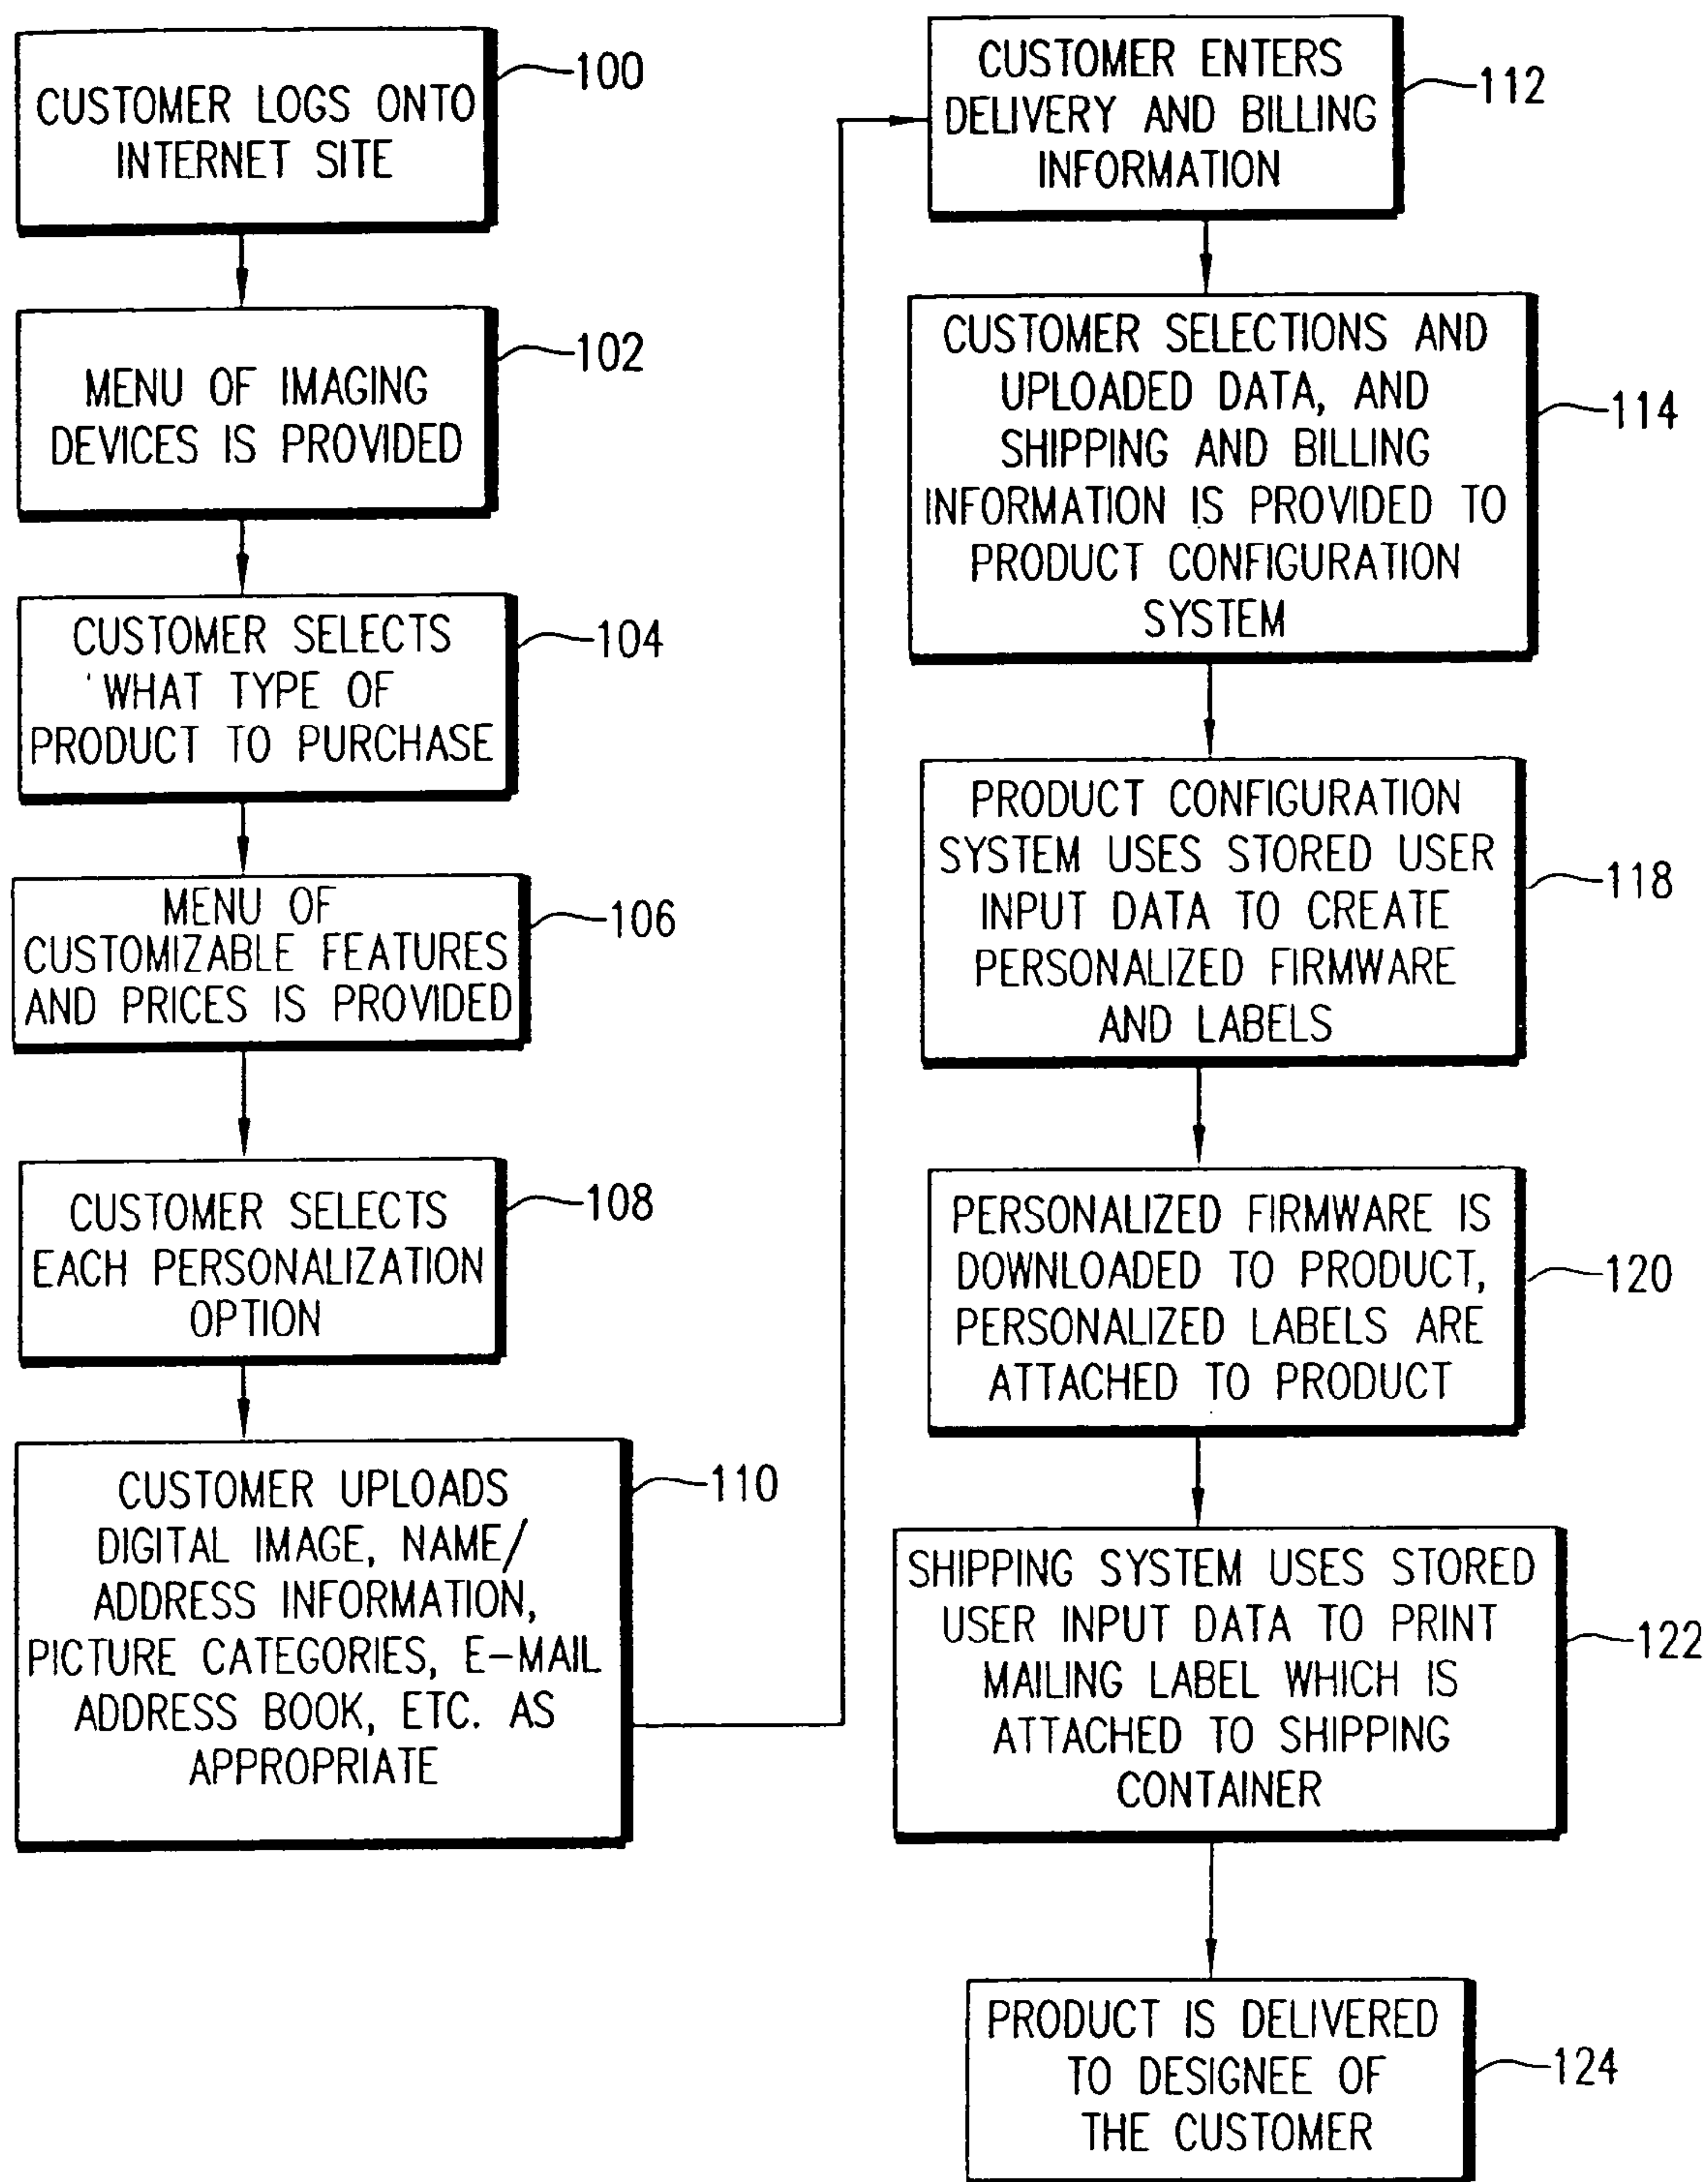 CUSTOMER LOGS ONTO
INTERNET SITE
100
MENU OF IMAGING
DEVICES IS PROVIDED
102
CUSTOMER SELECTS
WHAT TYPE OF
PRODUCT TO PURCHASE
104
MENU OF
CUSTOMIZABLE FEATURES
AND PRICES IS PROVIDED
106
CUSTOMER SELECTS
EACH PERSONALIZATION
OPTION
108
CUSTOMER UPLOADS
DIGITAL IMAGE, NAME/
ADDRESS INFORMATION,
PICTURE CATEGORIES, E-MAIL
ADDRESS BOOK, ETC. AS
APPROPRIATE
110
CUSTOMER ENTERS
DELIVERY AND BILLING
INFORMATION
112
CUSTOMER SELECTIONS AND
UPLOADED DATA, AND
SHIPPING AND BILLING
INFORMATION IS PROVIDED TO
PRODUCT CONFIGURATION
SYSTEM
114
PRODUCT CONFIGURATION
SYSTEM USES STORED USER
INPUT DATA TO CREATE
PERSONALIZED FIRMWARE
AND LABELS
118
PERSONALIZED FIRMWARE IS
DOWNLOADED TO PRODUCT,
PERSONALIZED LABELS ARE
ATTACHED TO PRODUCT
120
SHIPPING SYSTEM USES STORED
USER INPUT DATA TO PRINT
MAILING LABEL WHICH IS
ATTACHED TO SHIPPING
CONTAINER
122
PRODUCT IS DELIVERED
TO DESIGNEE OF
THE CUSTOMER
124